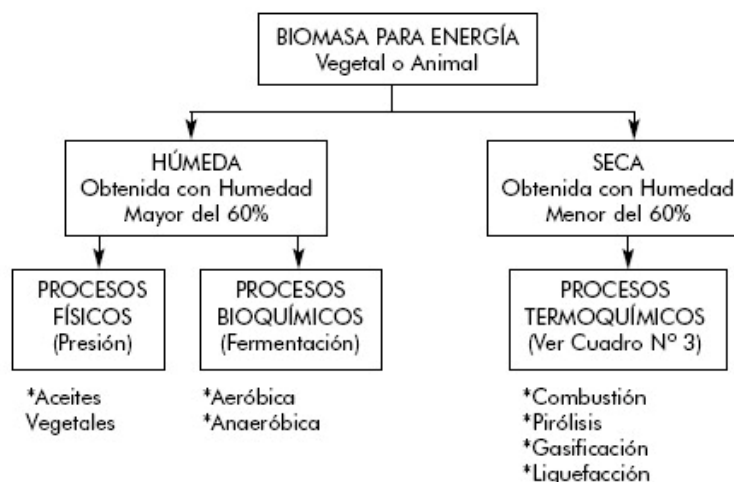 BIOMASA PARA ENERGÍA
Vegetal o Animal
HÚMEDA
Obtenida con Humedad
Mayor del 60%
SECA
Obtenida con Humedad
Menor del 60%
PROCESOS
FÍSICOS
(Presión)
PROCESOS
BIOQUÍMICOS
(Fermentación)
PROCESOS
TERMOQUÍMICOS
(Ver Cuadro Nº 3)
*Aceites
Vegetales
*Aeróbica
*Anaeróbica
*Combustión
*Pirólisis
*Gasificación
*Liquefacción